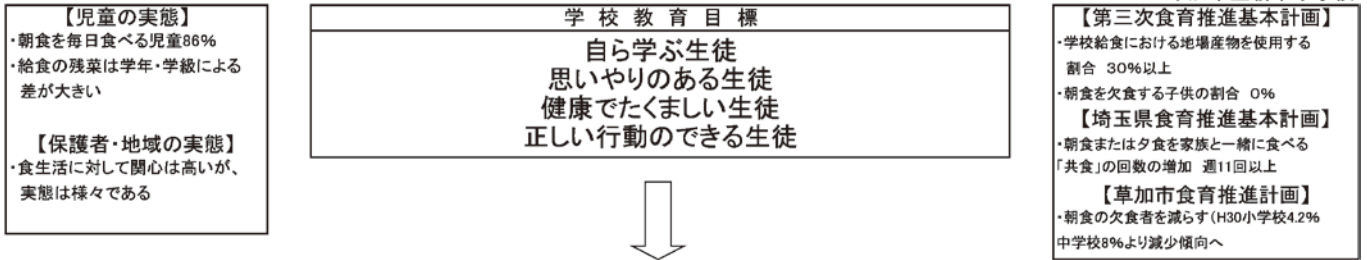 【児童の実態】
・朝食を毎日食べる児童86%
・給食の残菜は学年・学級による
差が大きい
【保護者・地域の実態】
・食生活に対して関心は高いが、
実態は様々である
学校教育目標
自ら学ぶ生徒
思いやりのある生徒
健康でたくましい生徒
正しい行動のできる生徒
【第三次食育推進基本計画】
・学校給食における地場産物を使用する
割合 30%以上
・朝食を欠食する子供の割合 0%
【埼玉県食育推進基本計画】
・朝食または夕食を家族と一緒に食べる
「共食」の回数の増加 週11回以上
【草加市食育推進計画】
・朝食の欠食者を減らす(H30小学校4.2%
中学校8%より減少傾向へ